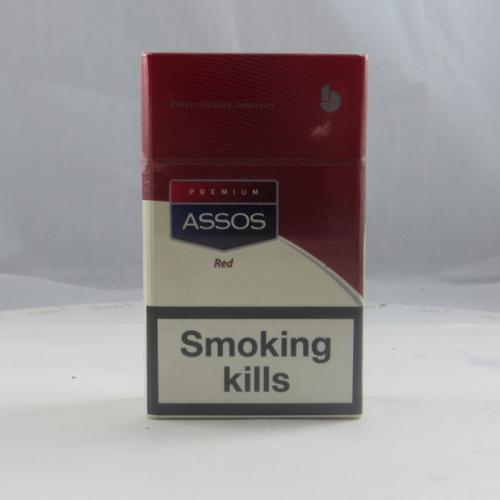 Finest Quality Tobaccos
PREMIUM
ASSOS
Red
Smoking
kills